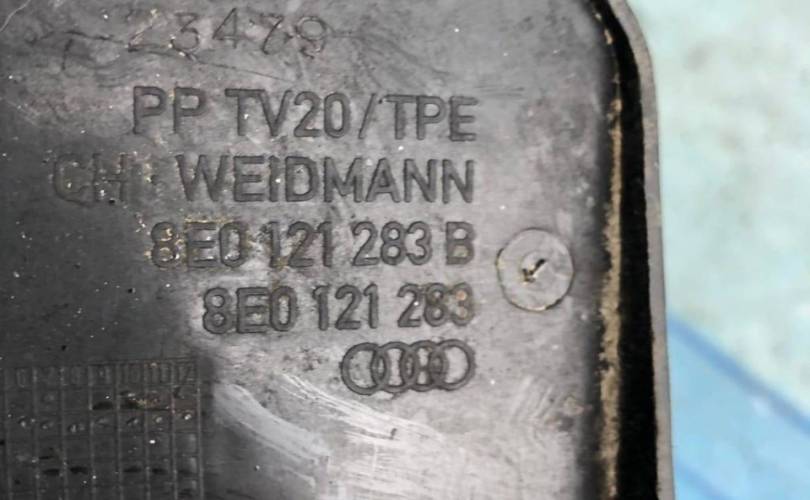 23479
PP TV20/TPE
CH WEIDMANN
8E0 121 283 B
8E0 121 283